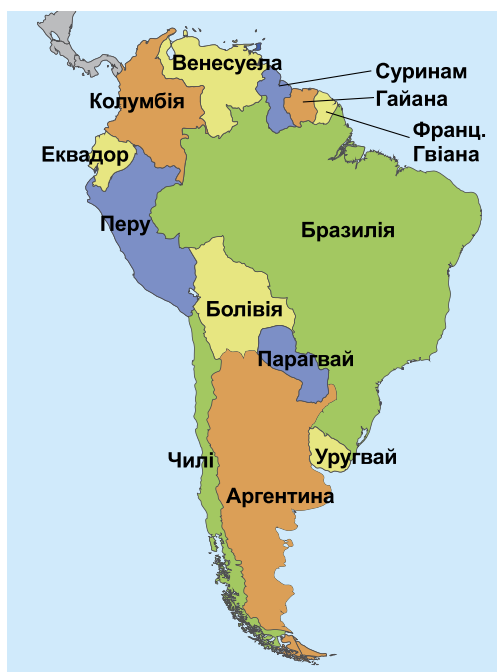 Венесуела
Суринам
Колумбія
Гайана
Франц.
Гвіана
Еквадор
Перу
Бразилія
Болівія
Парагвай
Чилі
Уругвай
Аргентина